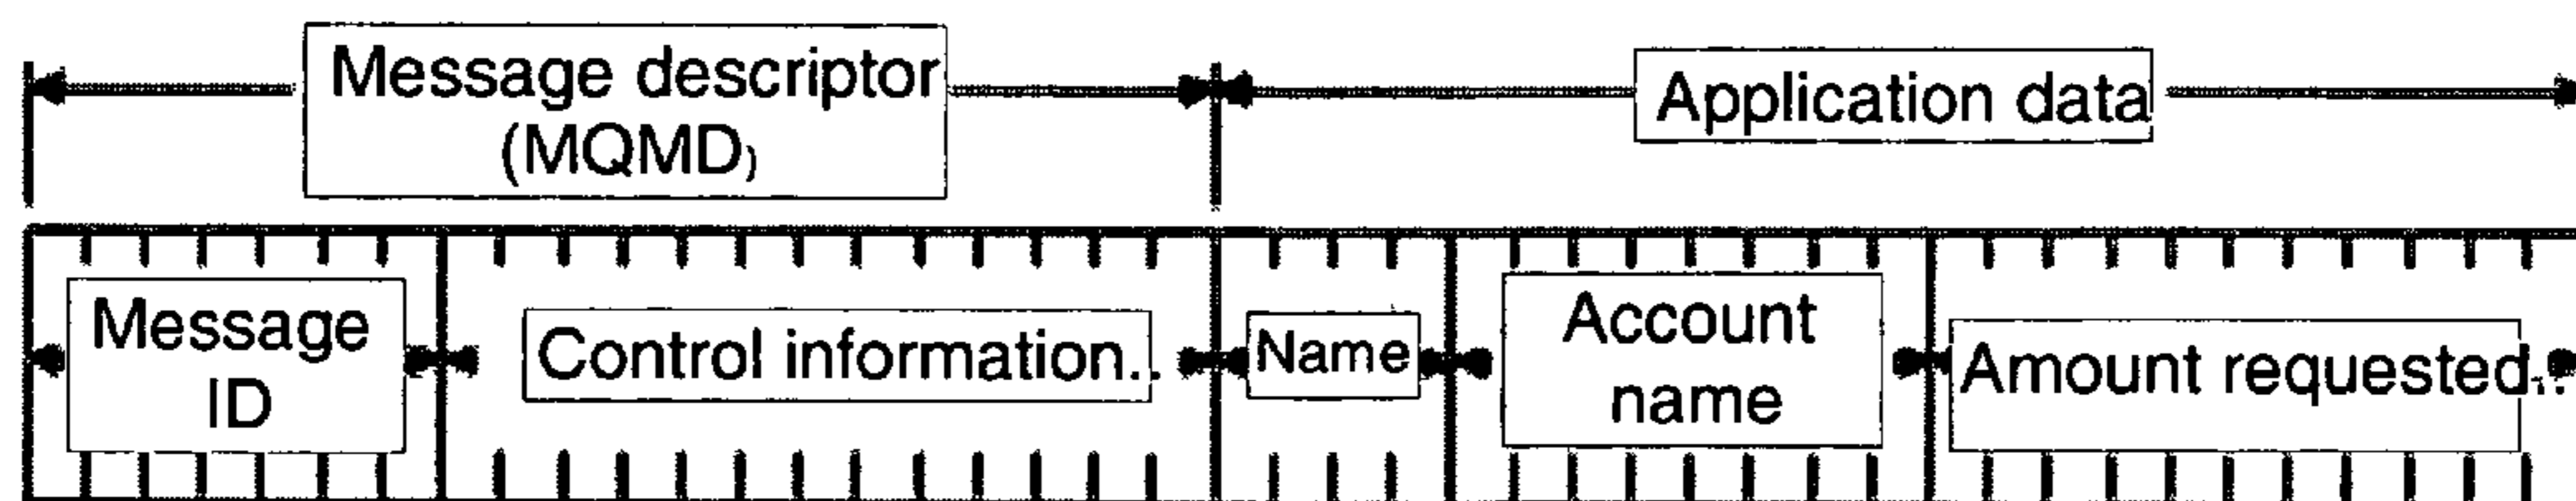 Message descriptor
(MQMD)
Application data
Message
ID
Control information..
Name
Account
name
Amount requested..